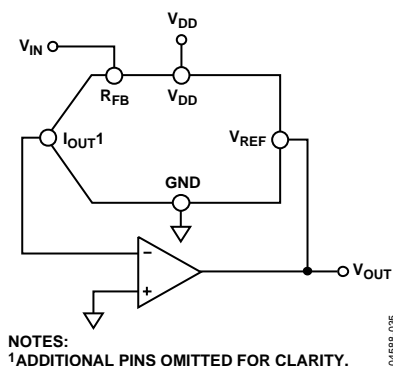 V_DD
V_IN
R_FB
V_DD
I_OUT1
V_REF
GND
−
+
V_OUT
NOTES:
¹ADDITIONAL PINS OMITTED FOR CLARITY.
04588-035